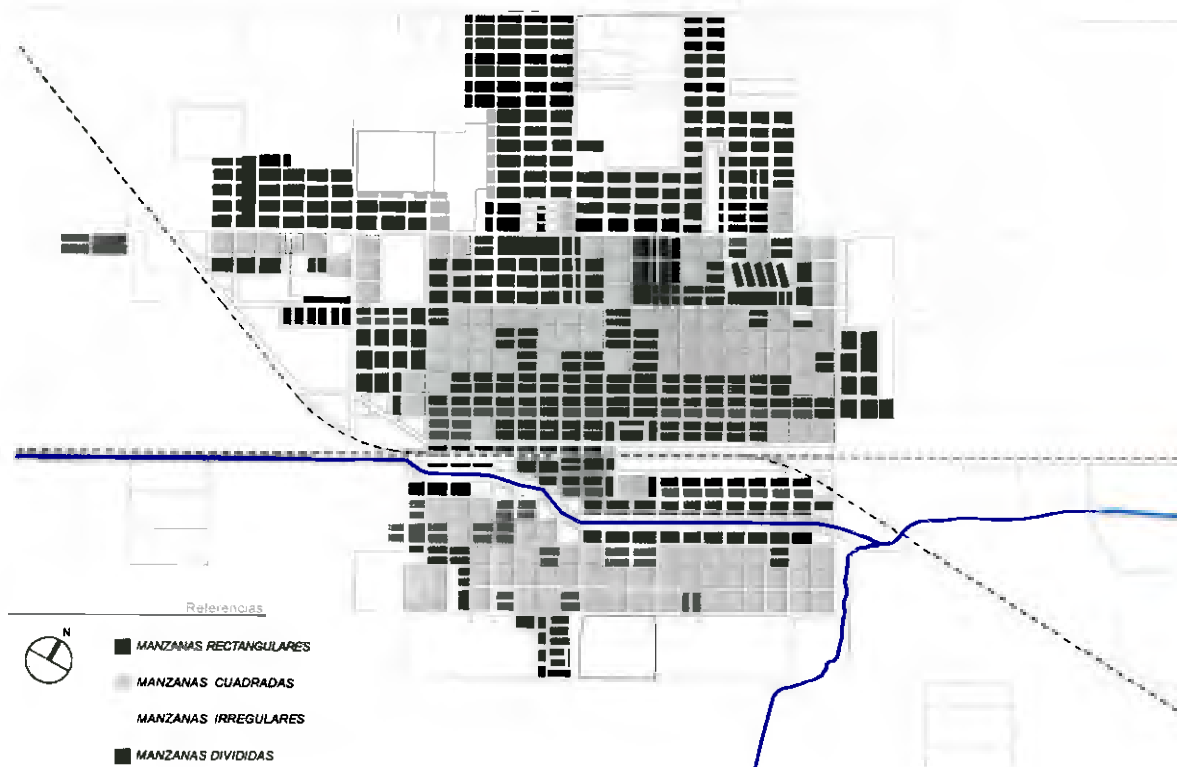 Referencias
N
MANZANAS RECTANGULARES
MANZANAS CUADRADAS
MANZANAS IRREGULARES
MANZANAS DIVIDIDAS